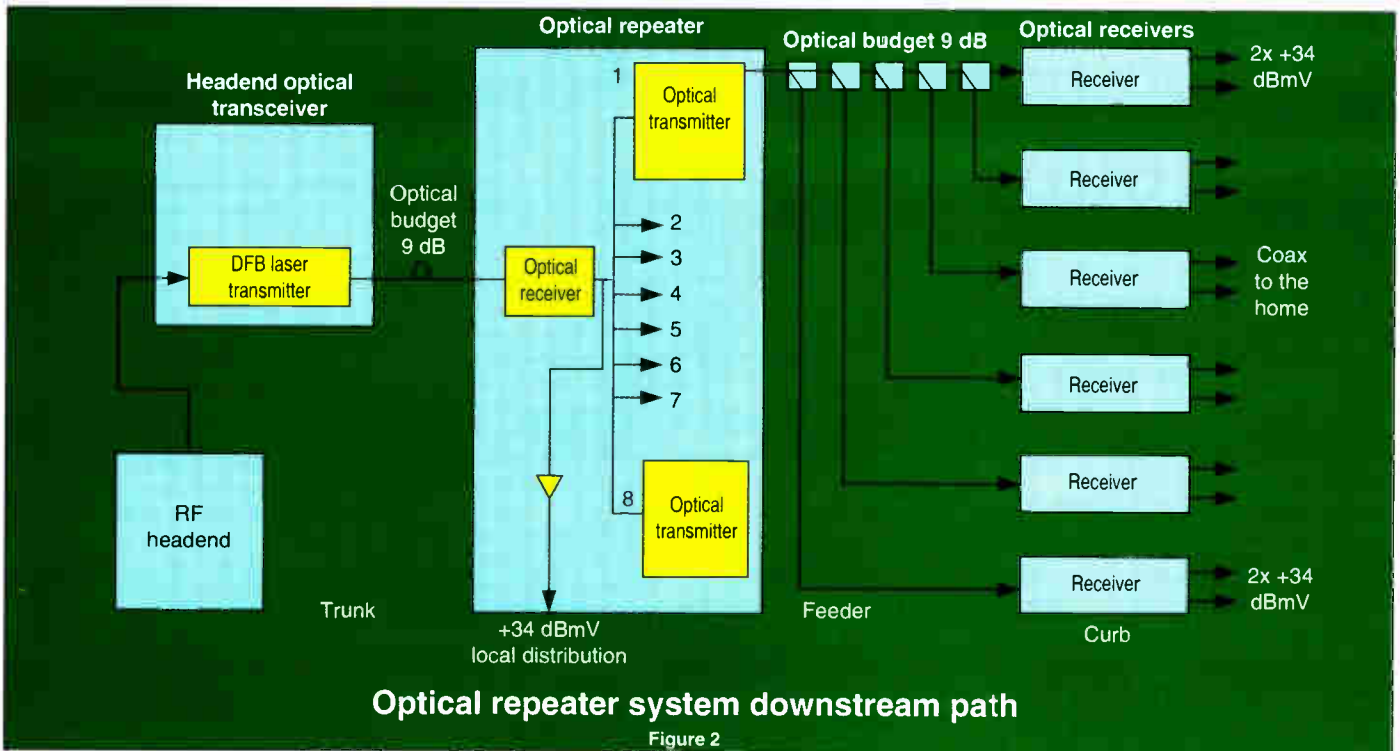 Optical repeater
Optical budget 9 dB
Optical receivers
Headend optical
transceiver
1
Optical
transmitter
Receiver
2x +34
dBmV
Receiver
Optical
budget
9 dB
DFB laser
transmitter
Optical
receiver
2
3
4
5
6
7
Receiver
Coax
to the
home
Receiver
RF
headend
8
Optical
transmitter
Receiver
Receiver
2x +34
dBmV
Trunk
Feeder
Curb
+34 dBmV
local distribution
Optical repeater system downstream path
Figure 2